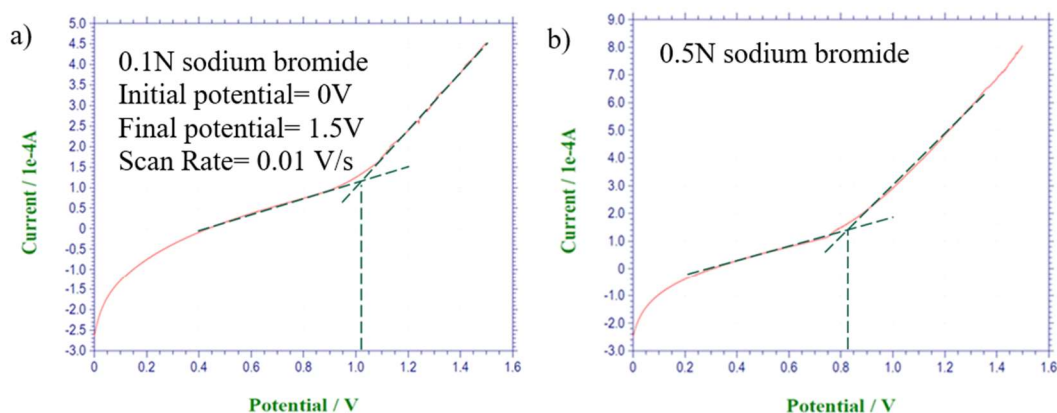 a)
0.1N sodium bromide
Initial potential= 0V
Final potential= 1.5V
Scan Rate= 0.01 V/s
Current / 1e-4A
5.0
4.5
4.0
3.5
3.0
2.5
2.0
1.5
1.0
0.5
0
-0.5
-1.0
-1.5
-2.0
-2.5
-3.0
0 0.2 0.4 0.6 0.8 1.0 1.2 1.4 1.6
Potential / V
b)
0.5N sodium bromide
Current / 1e-4A
9.0
8.0
7.0
6.0
5.0
4.0
3.0
2.0
1.0
0
-1.0
-2.0
-3.0
0 0.2 0.4 0.6 0.8 1.0 1.2 1.4 1.6
Potential / V